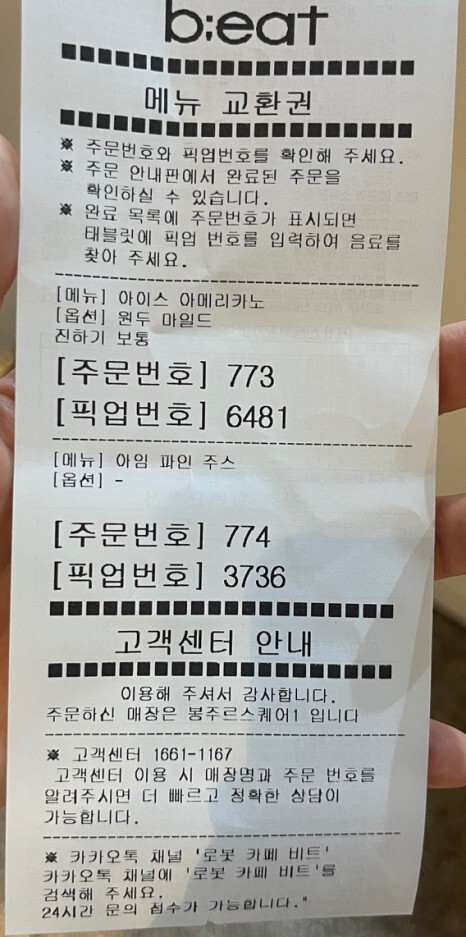 b;eat
메뉴 교환권
※ 주문번호와 픽업번호를 확인해 주세요.
※ 주문 안내판에서 완료된 주문을
확인하실 수 있습니다.
※ 완료 목록에 주문번호가 표시되면
태블릿에 픽업 번호를 입력하여 음료를
찾아 주세요.
[메뉴] 아이스 아메리카노
[옵션] 원두 마일드
진하기 보통
[주문번호] 773
[픽업번호] 6481
[메뉴] 아임 파인 주스
[옵션] -
[주문번호] 774
[픽업번호] 3736
고객센터 안내
이용해 주셔서 감사합니다.
주문하신 매장은 봉주르스퀘어1 입니다
※ 고객센터 1661-1167
고객센터 이용 시 매장명과 주문 번호를
알려주시면 더 빠르고 정확한 상담이
가능합니다.
※ 카카오톡 채널 '로봇 카페 비트'
카카오톡 채널에 '로봇 카페 비트'를
검색해 주세요.
24시간 문의 접수가 가능합니다."